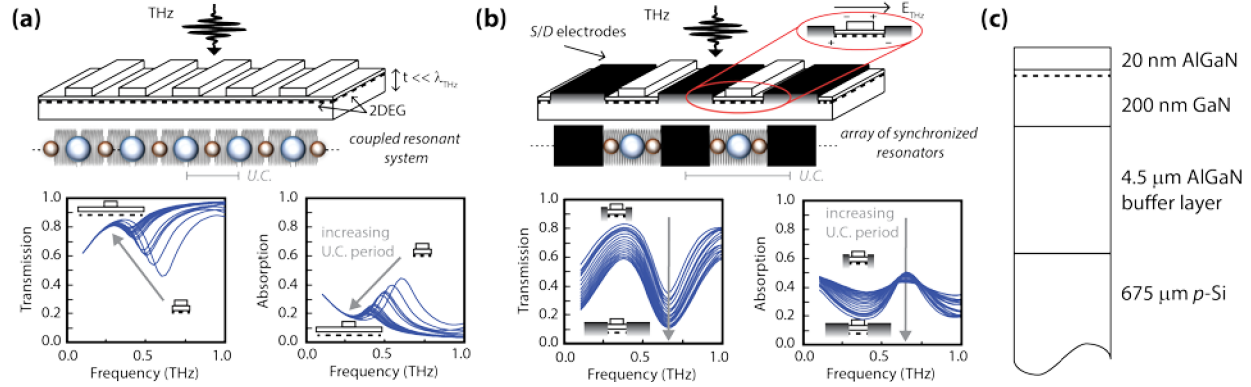 (a)
THz
t << λTHz
2DEG
coupled resonant
system
U.C.
1.0
0.8
0.6
0.4
0.2
0.0
0.0
0.5
1.0
Transmission
Frequency (THz)
1.0
0.8
0.6
0.4
0.2
0.0
0.0
0.5
1.0
Absorption
increasing
U.C. period
Frequency (THz)
(b)
THz
S/D electrodes
ETHz
− +
+ −
array of synchronized
resonators
U.C.
1.0
0.8
0.6
0.4
0.2
0.0
0.0
0.5
1.0
Transmission
Frequency (THz)
1.0
0.8
0.6
0.4
0.2
0.0
0.0
0.5
1.0
Absorption
increasing
U.C. period
Frequency (THz)
(c)
20 nm AlGaN
200 nm GaN
4.5 μm AlGaN
buffer layer
675 μm p-Si